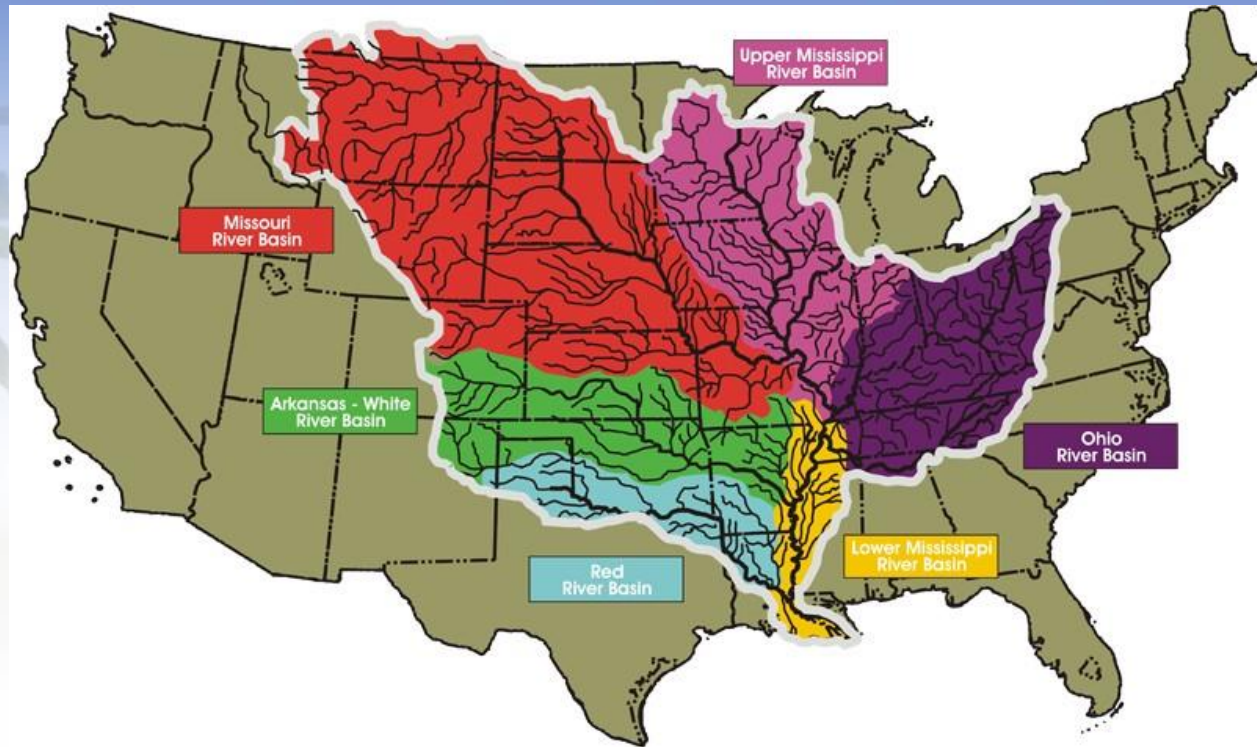 Upper Mississippi
River Basin
Missouri
River Basin
Arkansas - White
River Basin
Ohio
River Basin
Lower Mississippi
River Basin
Red
River Basin